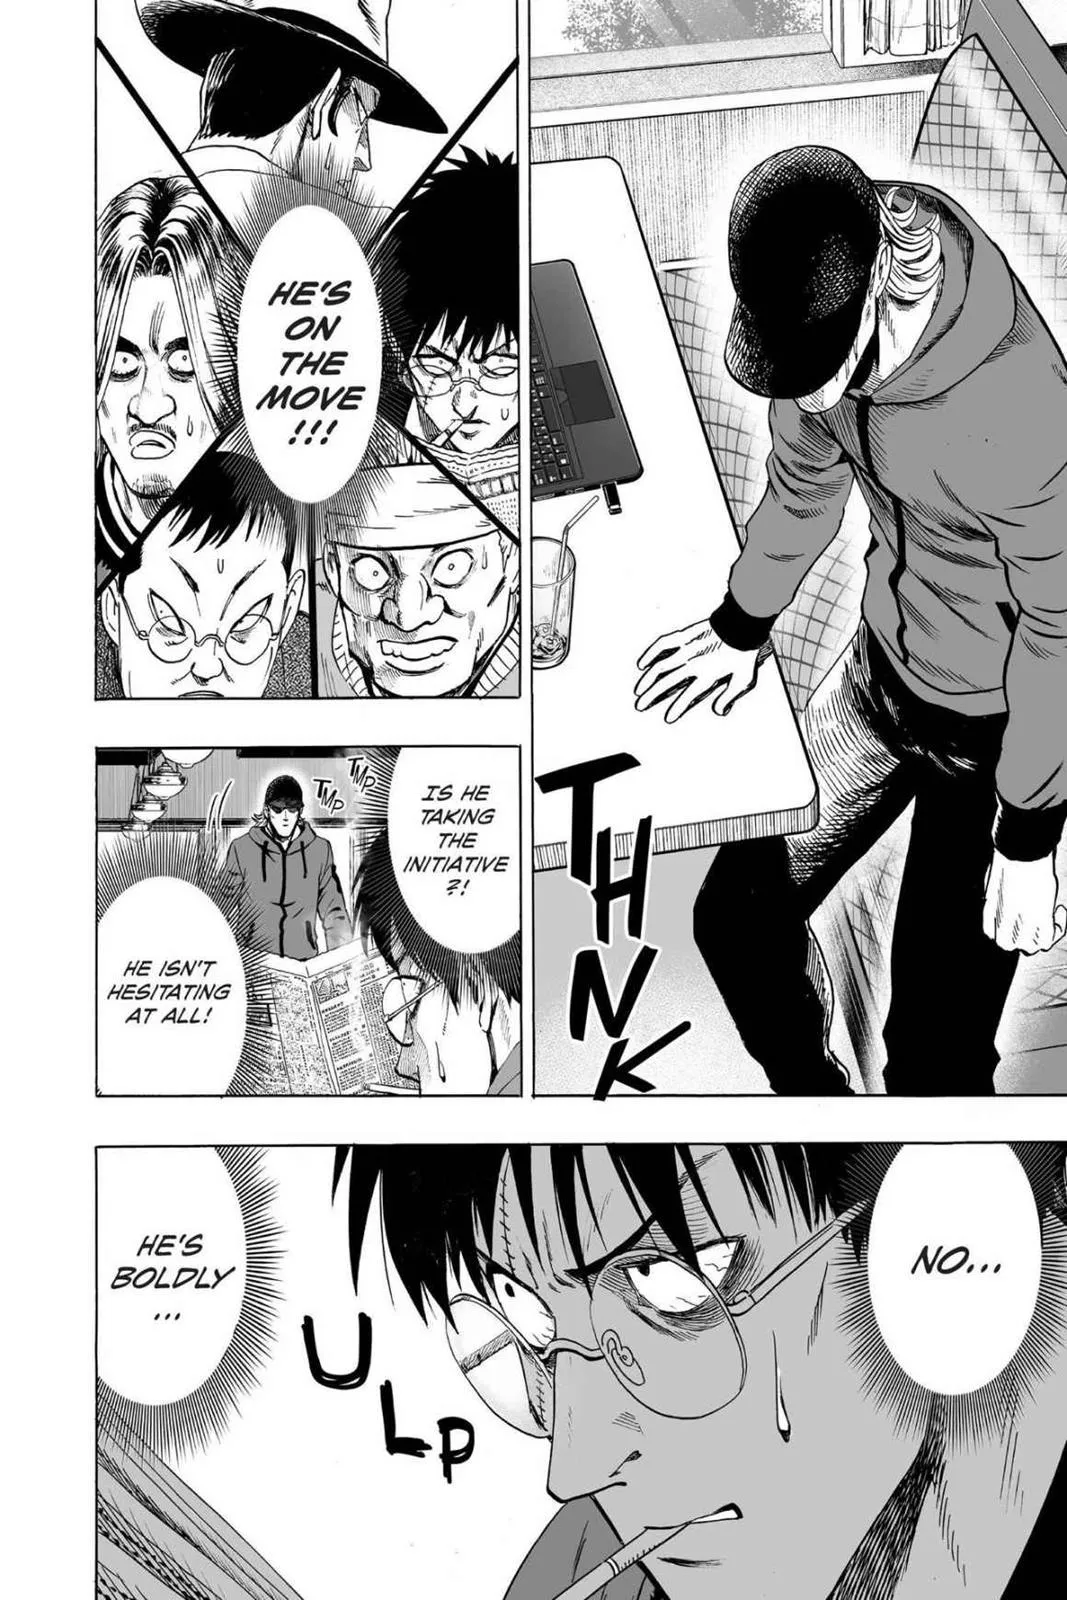 THNK
HE'S
ON
THE
MOVE
!!!
IS HE
TAKING
THE
INITIATIVE
?!
TMP
TMP
HE ISN'T
HESITATING
AT ALL!
NO...
ULP
HE'S
BOLDLY
...